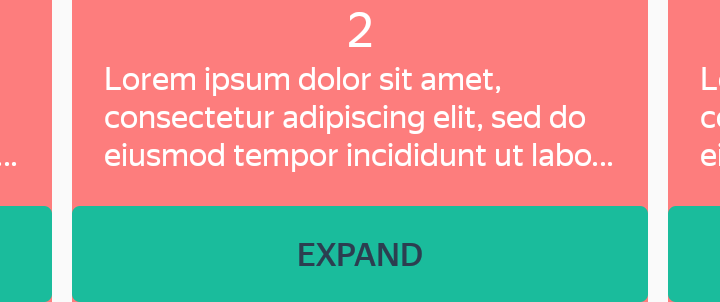 2
Lorem ipsum dolor sit amet,
consectetur adipiscing elit, sed do
eiusmod tempor incididunt ut labo...
EXPAND